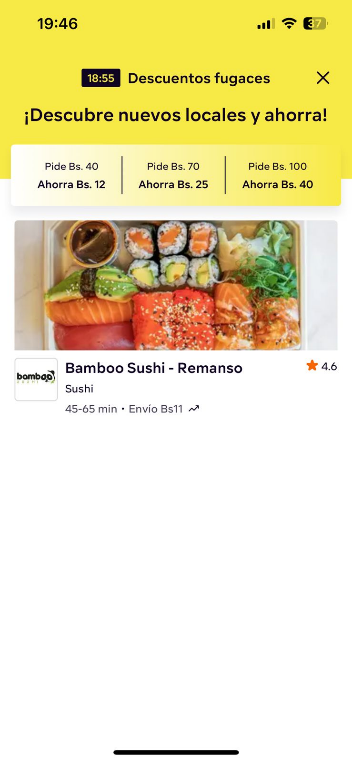 19:46
37
18:55 Descuentos fugaces
¡Descubre nuevos locales y ahorra!
Pide Bs. 40
Ahorra Bs. 12
Pide Bs. 70
Ahorra Bs. 25
Pide Bs. 100
Ahorra Bs. 40
bamboo
sushi
Bamboo Sushi - Remanso
4.6
Sushi
45-65 min • Envío Bs11